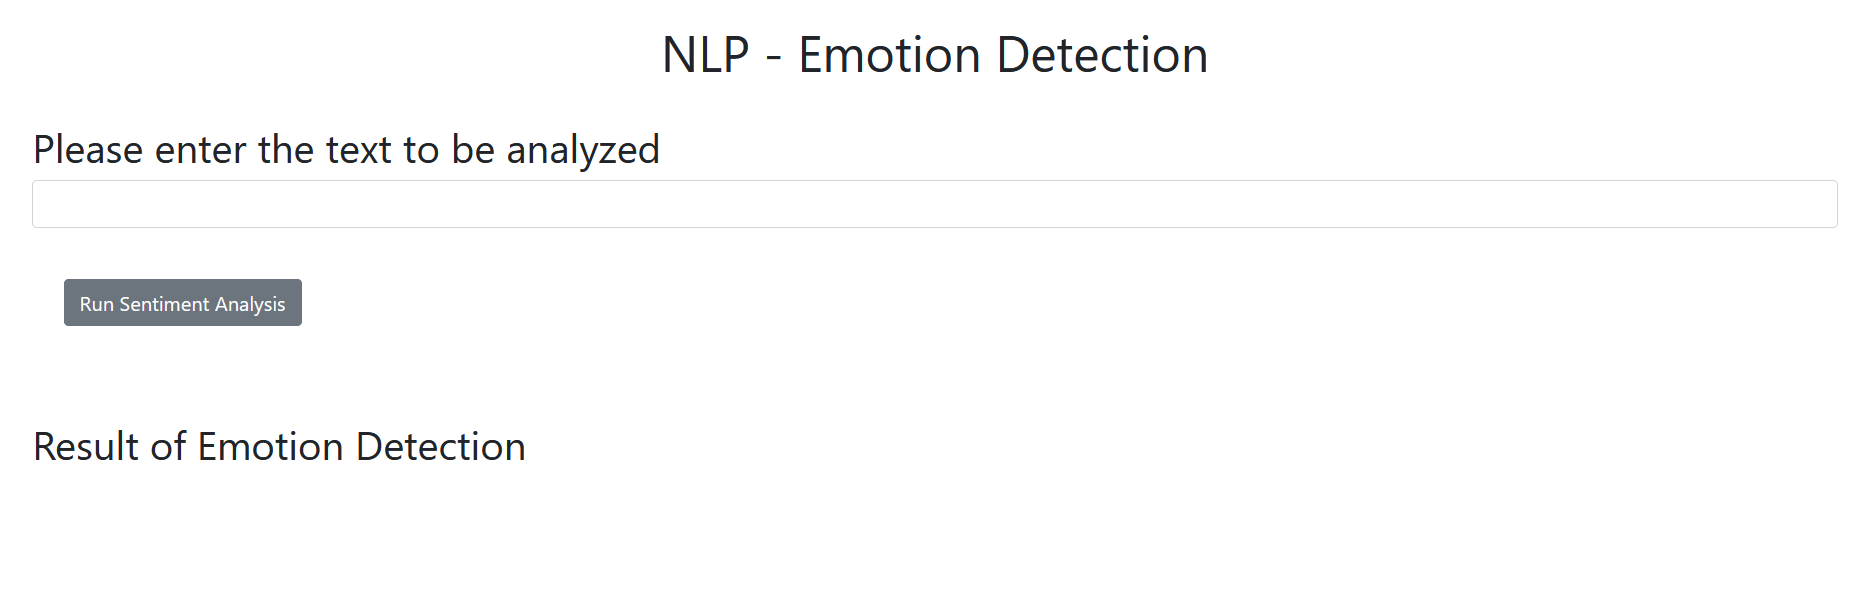 NLP - Emotion Detection
Please enter the text to be analyzed
Run Sentiment Analysis
Result of Emotion Detection